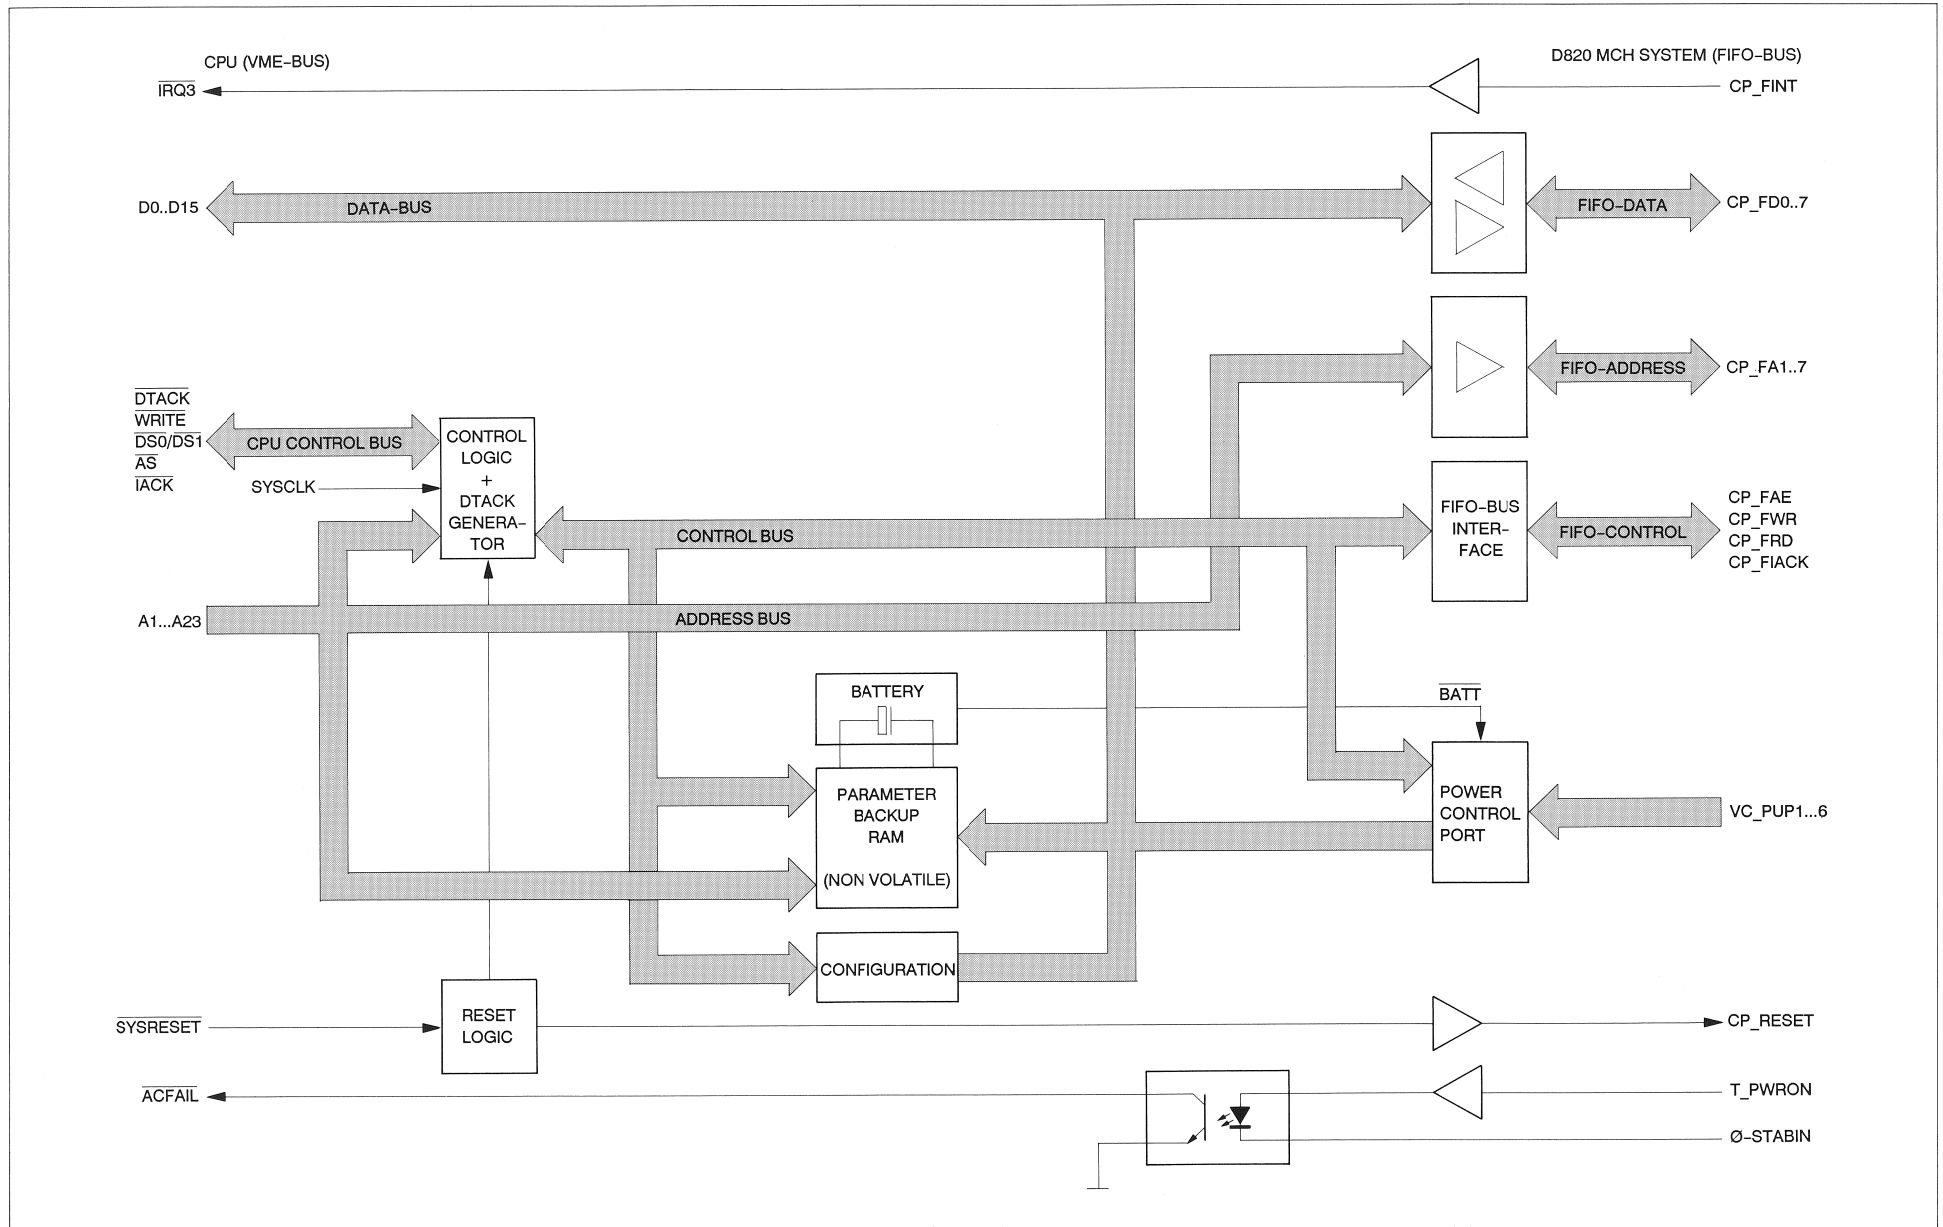 CPU (VME-BUS)
D820 MCH SYSTEM (FIFO-BUS)
IRQ3
CP_FINT
D0..D15
DATA-BUS
FIFO-DATA
CP_FD0..7
FIFO-ADDRESS
CP_FA1..7
DTACK
WRITE
DS0/DS1
AS
IACK
CPU CONTROL BUS
SYSCLK
CONTROL
LOGIC
+
DTACK
GENERA-
TOR
CONTROL BUS
FIFO-BUS
INTER-
FACE
FIFO-CONTROL
CP_FAE
CP_FWR
CP_FRD
CP_FIACK
A1...A23
ADDRESS BUS
BATTERY
BATT
PARAMETER
BACKUP
RAM
(NON VOLATILE)
POWER
CONTROL
PORT
VC_PUP1...6
CONFIGURATION
SYSRESET
RESET
LOGIC
CP_RESET
ACFAIL
T_PWRON
Ø-STABIN